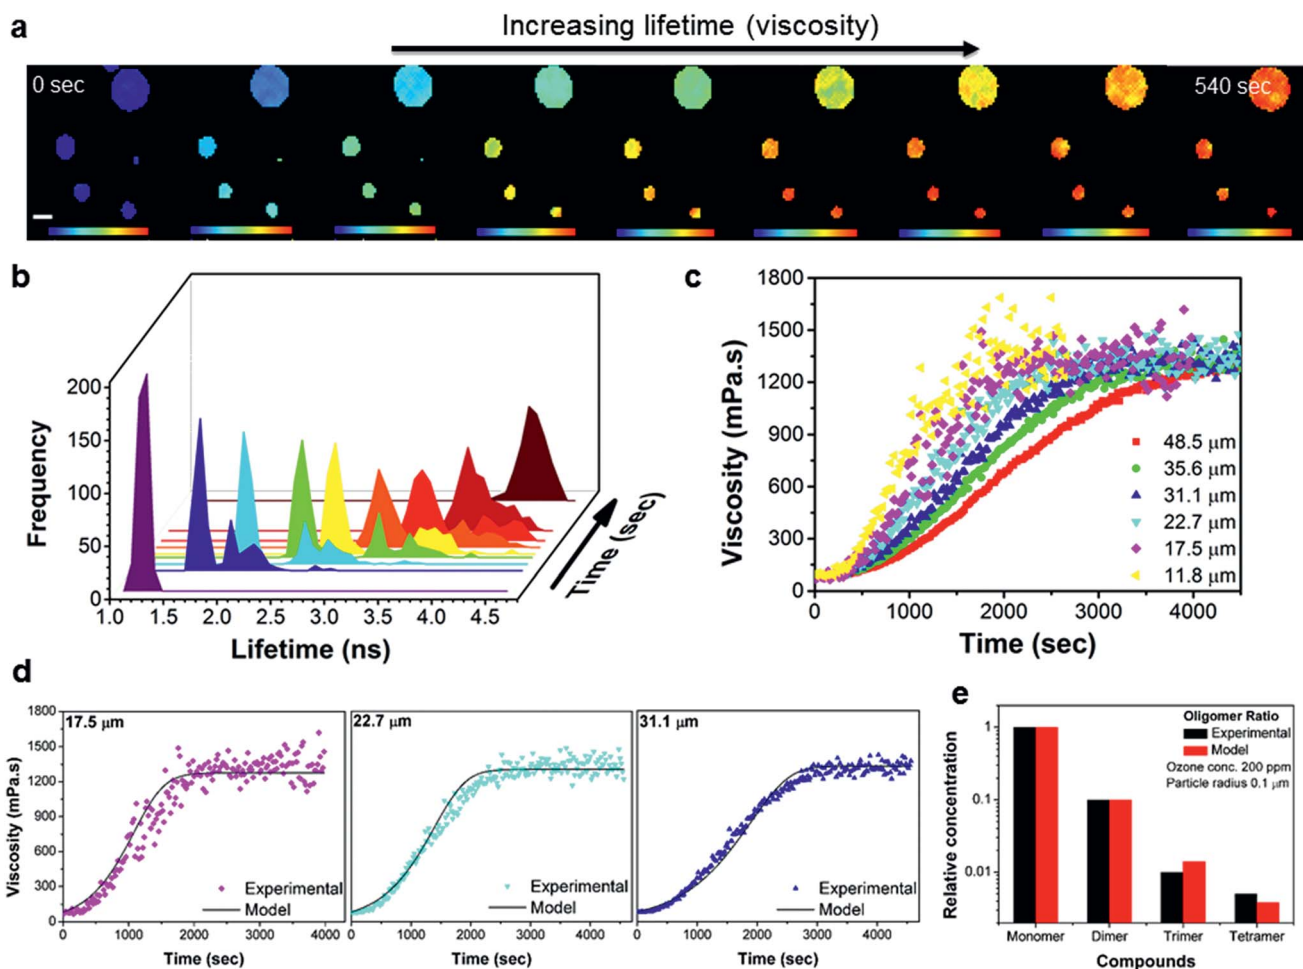 a
Increasing lifetime (viscosity)
0 sec
540 sec
b
200
150
100
50
0
Frequency
1.0 1.5 2.0 2.5 3.0 3.5 4.0 4.5
Lifetime (ns)
Time (sec)
c
1800
1500
1200
900
600
300
0
Viscosity (mPa.s)
48.5 μm
35.6 μm
31.1 μm
22.7 μm
17.5 μm
11.8 μm
0 1000 2000 3000 4000
Time (sec)
d
1800
1500
1200
900
600
300
0
Viscosity (mPa.s)
17.5 μm
Experimental
Model
0 1000 2000 3000 4000
Time (sec)
22.7 μm
Experimental
Model
0 1000 2000 3000 4000
Time (sec)
31.1 μm
Experimental
Model
0 1000 2000 3000 4000
Time (sec)
e
1
0.1
0.01
Relative concentration
Oligomer Ratio
Experimental
Model
Ozone conc. 200 ppm
Particle radius 0.1 μm
Monomer Dimer Trimer Tetramer
Compounds